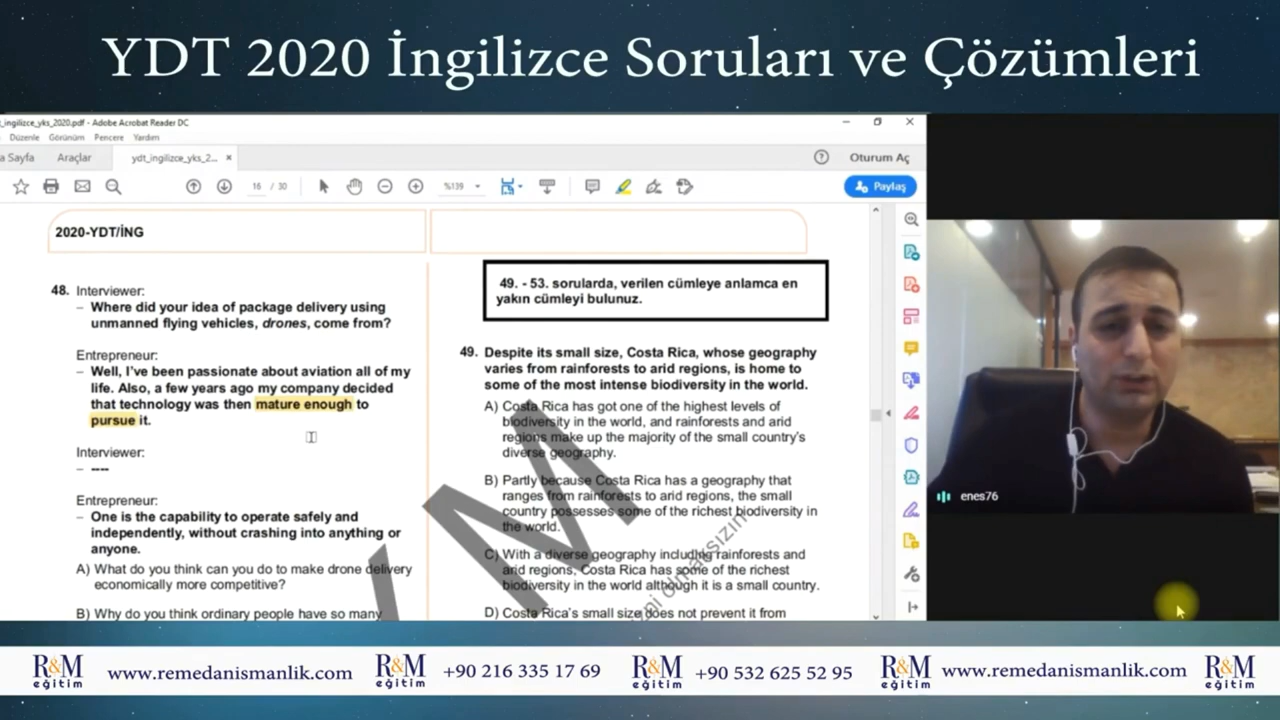 YDT 2020 İngilizce Soruları ve Çözümleri
_ingilizce_yks_2020.pdf - Adobe Acrobat Reader DC
Düzenle Görünüm Pencere Yardım
a Sayfa Araçlar ydt_ingilizce_yks_2... × Oturum Aç
16 / 30 %139 Paylaş
2020-YDT/İNG
48. Interviewer:
– Where did your idea of package delivery using
unmanned flying vehicles, drones, come from?
Entrepreneur:
– Well, I've been passionate about aviation all of my
life. Also, a few years ago my company decided
that technology was then mature enough to
pursue it.
Interviewer:
– ----
Entrepreneur:
– One is the capability to operate safely and
independently, without crashing into anything or
anyone.
A) What do you think can you do to make drone delivery
economically more competitive?
B) Why do you think ordinary people have so many
49. - 53. sorularda, verilen cümleye anlamca en
yakın cümleyi bulunuz.
49. Despite its small size, Costa Rica, whose geography
varies from rainforests to arid regions, is home to
some of the most intense biodiversity in the world.
A) Costa Rica has got one of the highest levels of
biodiversity in the world, and rainforests and arid
regions make up the majority of the small country's
diverse geography.
B) Partly because Costa Rica has a geography that
ranges from rainforests to arid regions, the small
country possesses some of the richest biodiversity in
the world.
C) With a diverse geography including rainforests and
arid regions, Costa Rica has some of the richest
biodiversity in the world although it is a small country.
D) Costa Rica's small size does not prevent it from
enes76
R&M eğitim www.remedanismanlik.com R&M eğitim +90 216 335 17 69 R&M eğitim +90 532 625 52 95 R&M eğitim www.remedanismanlik.com R&M eğitim